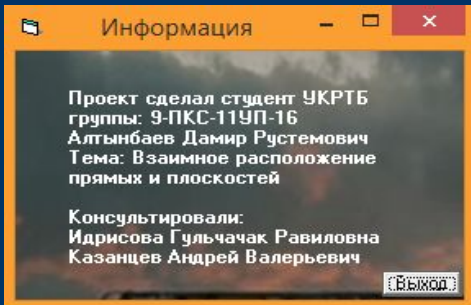 Информация
Проект сделал студент УКРТБ
группы: 9-ПКС-11УП-16
Алтынбаев Дамир Рустемович
Тема: Взаимное расположение
прямых и плоскостей
Консультировали:
Идрисова Гульчачак Равиловна
Казанцев Андрей Валерьевич
Выход